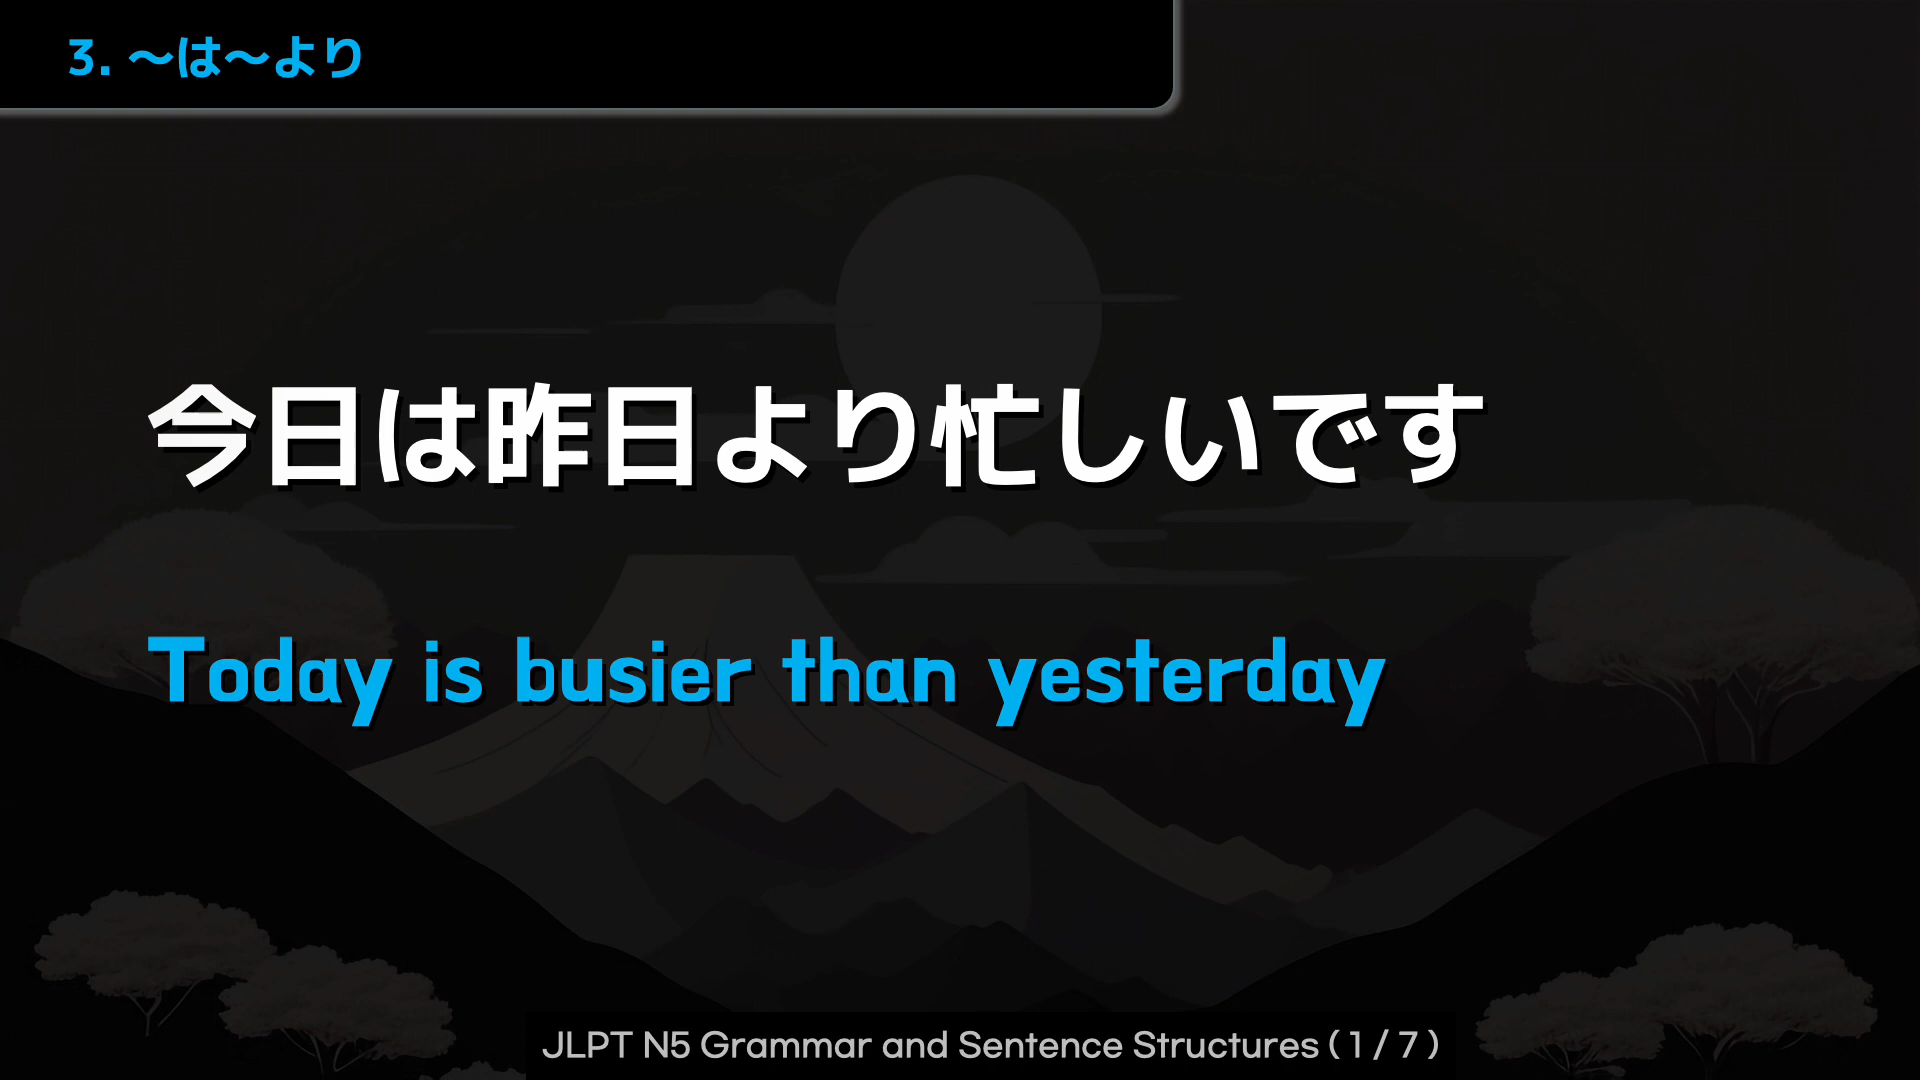 3. 〜は〜より
今日は昨日より忙しいです
Today is busier than yesterday
JLPT N5 Grammar and Sentence Structures ( 1 / 7 )